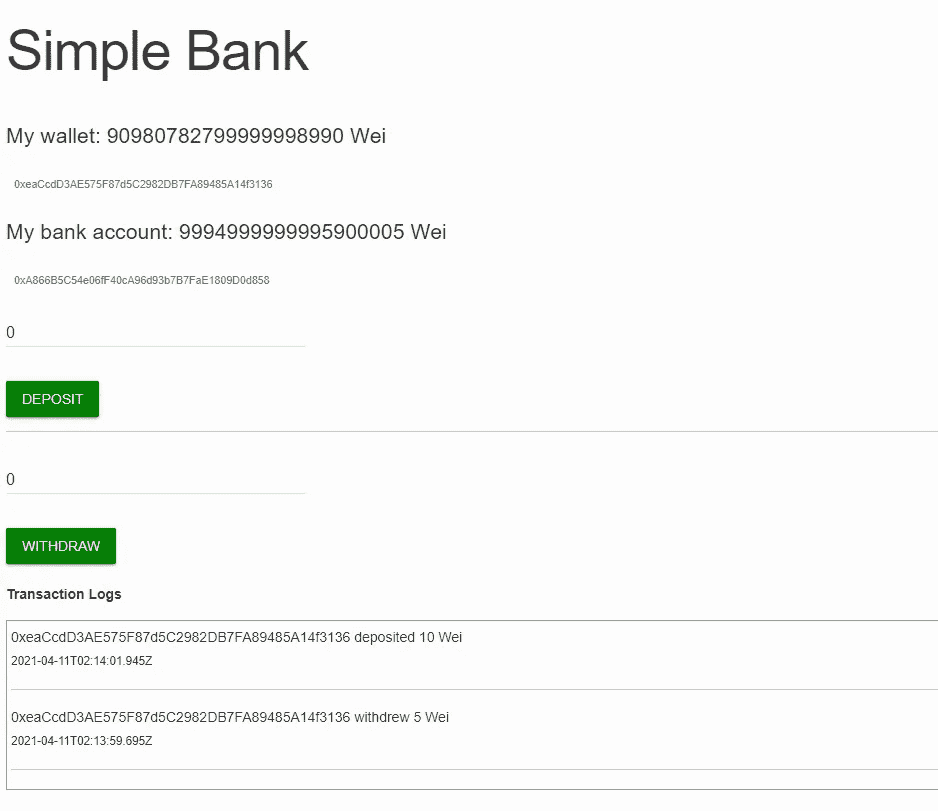 Simple Bank
My wallet: 90980782799999998990 Wei
0xeaCcdD3AE575F87d5C2982DB7FA89485A14f3136
My bank account: 9994999999995900005 Wei
0xA866B5C54e06fF40cA96d93b7B7FaE1809D0d858
0
DEPOSIT
0
WITHDRAW
Transaction Logs
0xeaCcdD3AE575F87d5C2982DB7FA89485A14f3136 deposited 10 Wei
2021-04-11T02:14:01.945Z
0xeaCcdD3AE575F87d5C2982DB7FA89485A14f3136 withdrew 5 Wei
2021-04-11T02:13:59.695Z